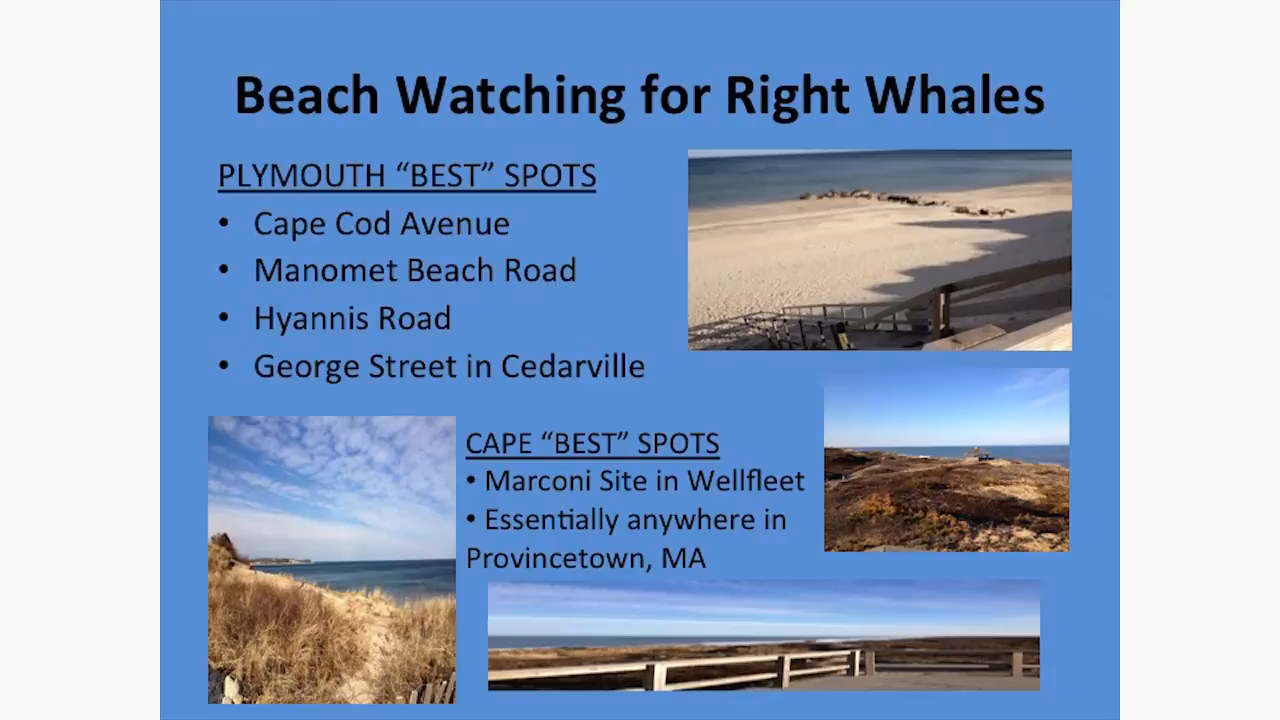 Beach Watching for Right Whales
PLYMOUTH “BEST” SPOTS
• Cape Cod Avenue
• Manomet Beach Road
• Hyannis Road
• George Street in Cedarville
CAPE “BEST” SPOTS
• Marconi Site in Wellfleet
• Essentially anywhere in
Provincetown, MA